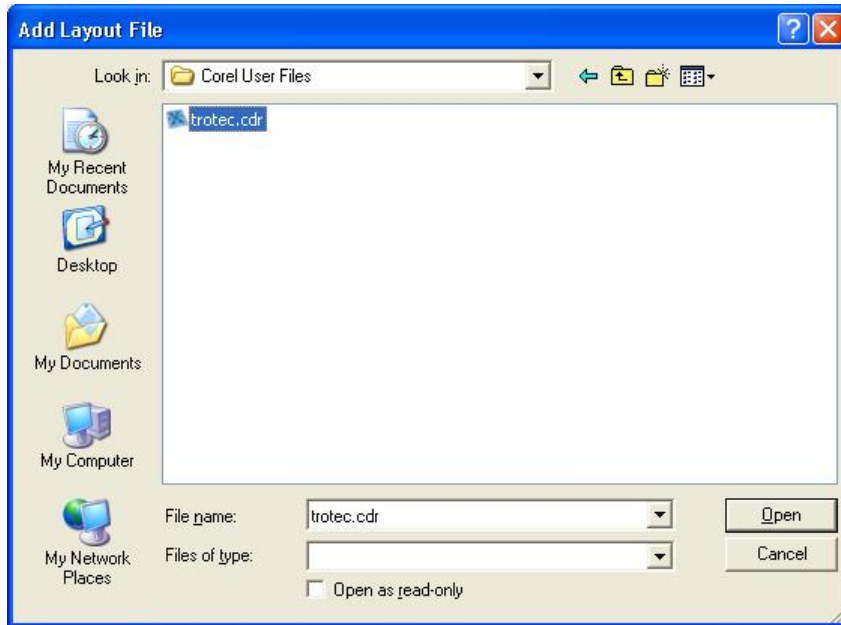 Add Layout File
Look in:
Corel User Files
trotec.cdr
My Recent
Documents
Desktop
My Documents
My Computer
My Network
Places
File name:
trotec.cdr
Open
Files of type:
Cancel
Open as read-only